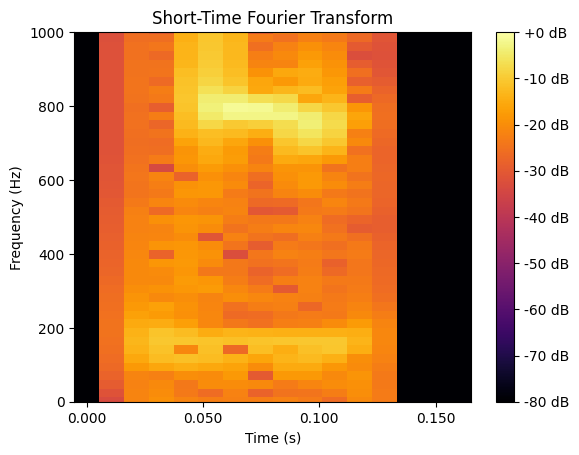 Short-Time Fourier Transform
1000
800
600
400
200
0
Frequency (Hz)
0.000
0.050
0.100
0.150
Time (s)
+0 dB
-10 dB
-20 dB
-30 dB
-40 dB
-50 dB
-60 dB
-70 dB
-80 dB